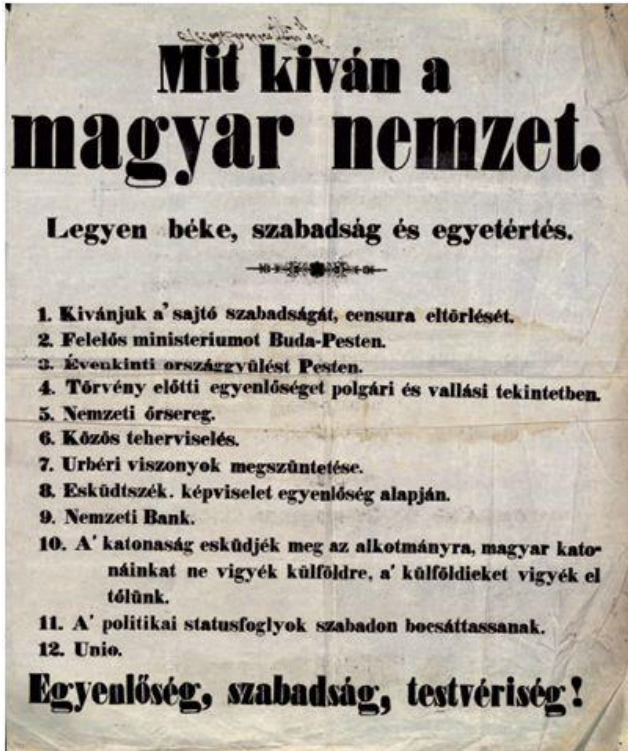 Mit kiván a
magyar nemzet.
Legyen béke, szabadság és egyetértés.
1. Kivánjuk a' sajtó szabadságát, censura eltörlését.
2. Felelős ministeriumot Buda-Pesten.
3. Évenkinti országgyülést Pesten.
4. Törvény előtti egyenlőséget polgári és vallási tekintetben.
5. Nemzeti őrsereg.
6. Közös teherviselés.
7. Urbéri viszonyok megszüntetése.
8. Esküdtszék. képviselet egyenlőség alapján.
9. Nemzeti Bank.
10. A' katonaság esküdjék meg az alkotmányra, magyar kato-
náinkat ne vigyék külföldre, a' külföldieket vigyék el
tőlünk.
11. A' politikai statusfoglyok szabadon bocsáttassanak.
12. Unio.
Egyenlőség, szabadság, testvériség!